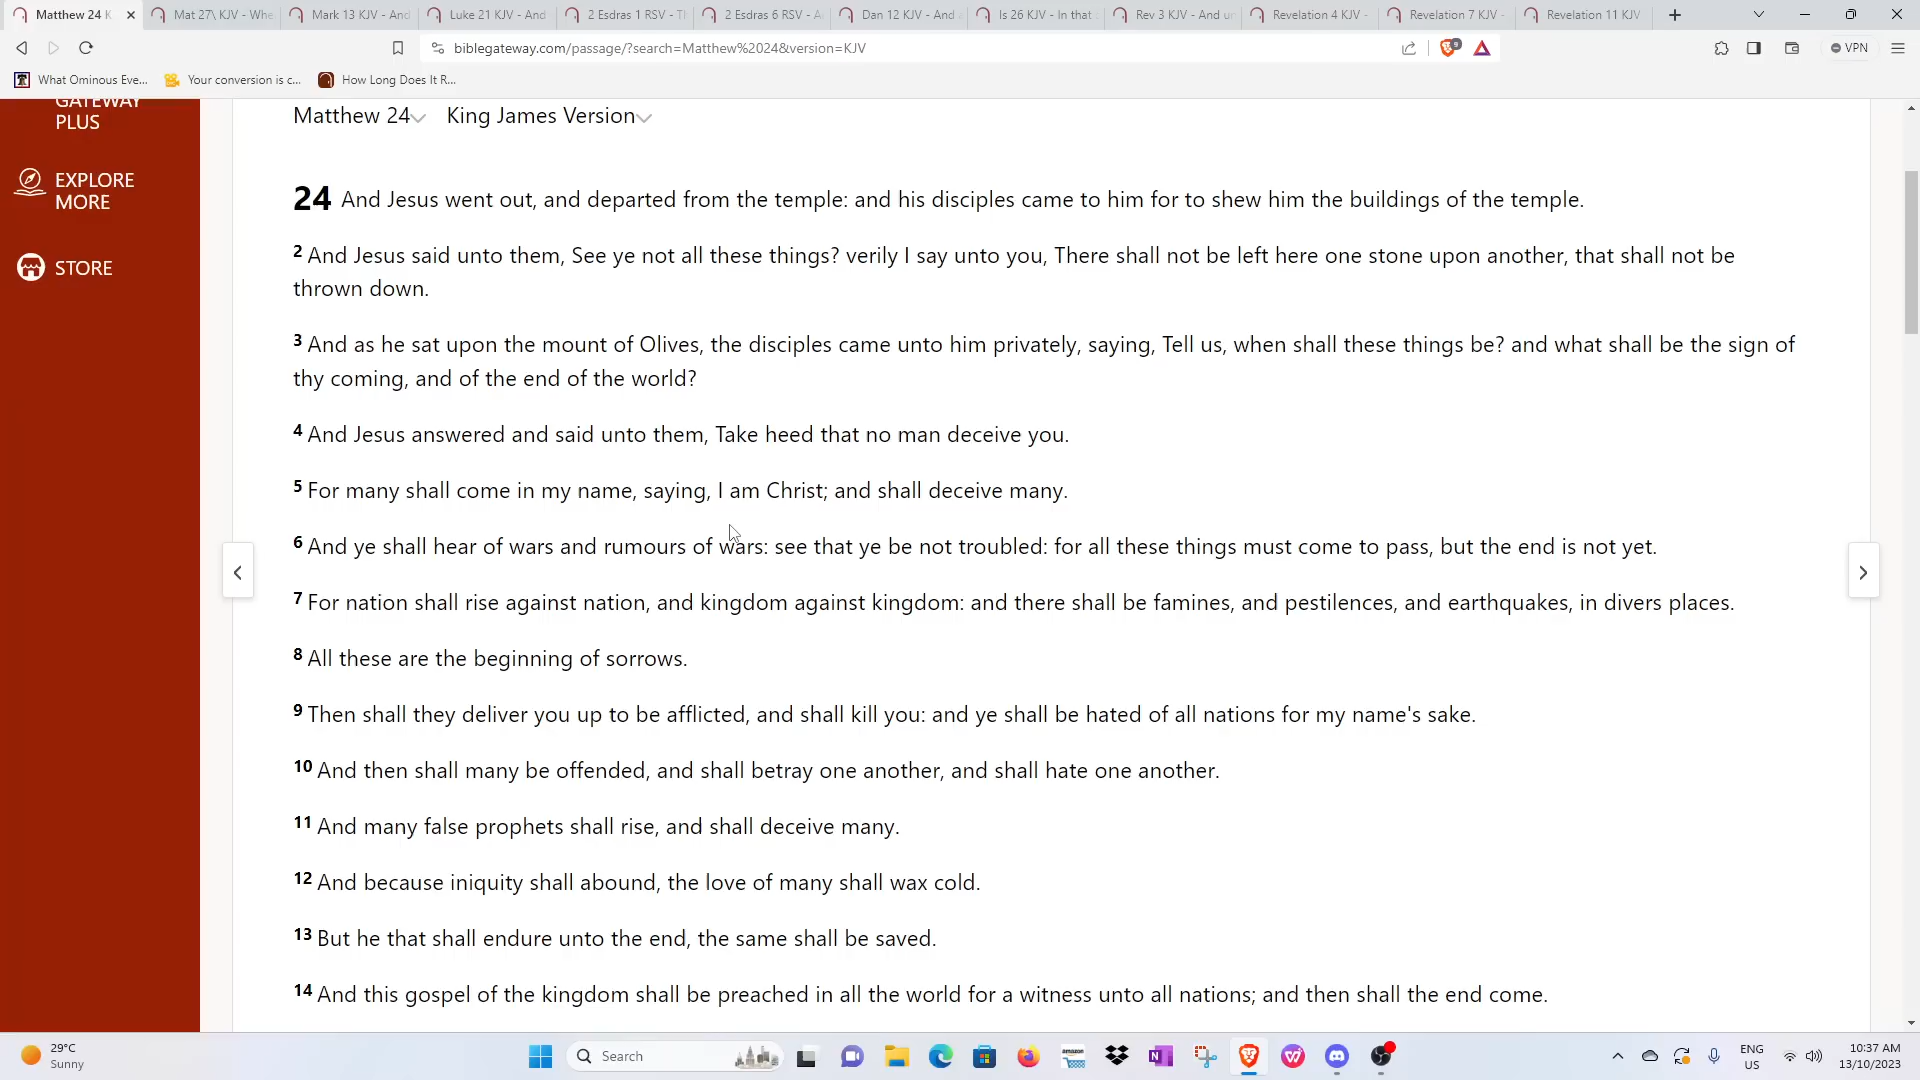 Matthew 24 K
Mat 27\ KJV - Whe
Mark 13 KJV - And
Luke 21 KJV - And
2 Esdras 1 RSV - T
2 Esdras 6 RSV - A
Dan 12 KJV - And
Is 26 KJV - In that
Rev 3 KJV - And un
Revelation 4 KJV -
Revelation 7 KJV -
Revelation 11 KJV
biblegateway.com/passage/?search=Matthew%2024&version=KJV
9
VPN
What Ominous Eve...
Your conversion is c...
How Long Does It R...
GATEWAY
PLUS
EXPLORE
MORE
STORE
Matthew 24 King James Version
24 And Jesus went out, and departed from the temple: and his disciples came to him for to shew him the buildings of the temple.
2 And Jesus said unto them, See ye not all these things? verily I say unto you, There shall not be left here one stone upon another, that shall not be
thrown down.
3 And as he sat upon the mount of Olives, the disciples came unto him privately, saying, Tell us, when shall these things be? and what shall be the sign of
thy coming, and of the end of the world?
4 And Jesus answered and said unto them, Take heed that no man deceive you.
5 For many shall come in my name, saying, I am Christ; and shall deceive many.
6 And ye shall hear of wars and rumours of wars: see that ye be not troubled: for all these things must come to pass, but the end is not yet.
7 For nation shall rise against nation, and kingdom against kingdom: and there shall be famines, and pestilences, and earthquakes, in divers places.
8 All these are the beginning of sorrows.
9 Then shall they deliver you up to be afflicted, and shall kill you: and ye shall be hated of all nations for my name's sake.
10 And then shall many be offended, and shall betray one another, and shall hate one another.
11 And many false prophets shall rise, and shall deceive many.
12 And because iniquity shall abound, the love of many shall wax cold.
13 But he that shall endure unto the end, the same shall be saved.
14 And this gospel of the kingdom shall be preached in all the world for a witness unto all nations; and then shall the end come.
29°C
Sunny
Search
amazon
ENG
US
10:37 AM
13/10/2023